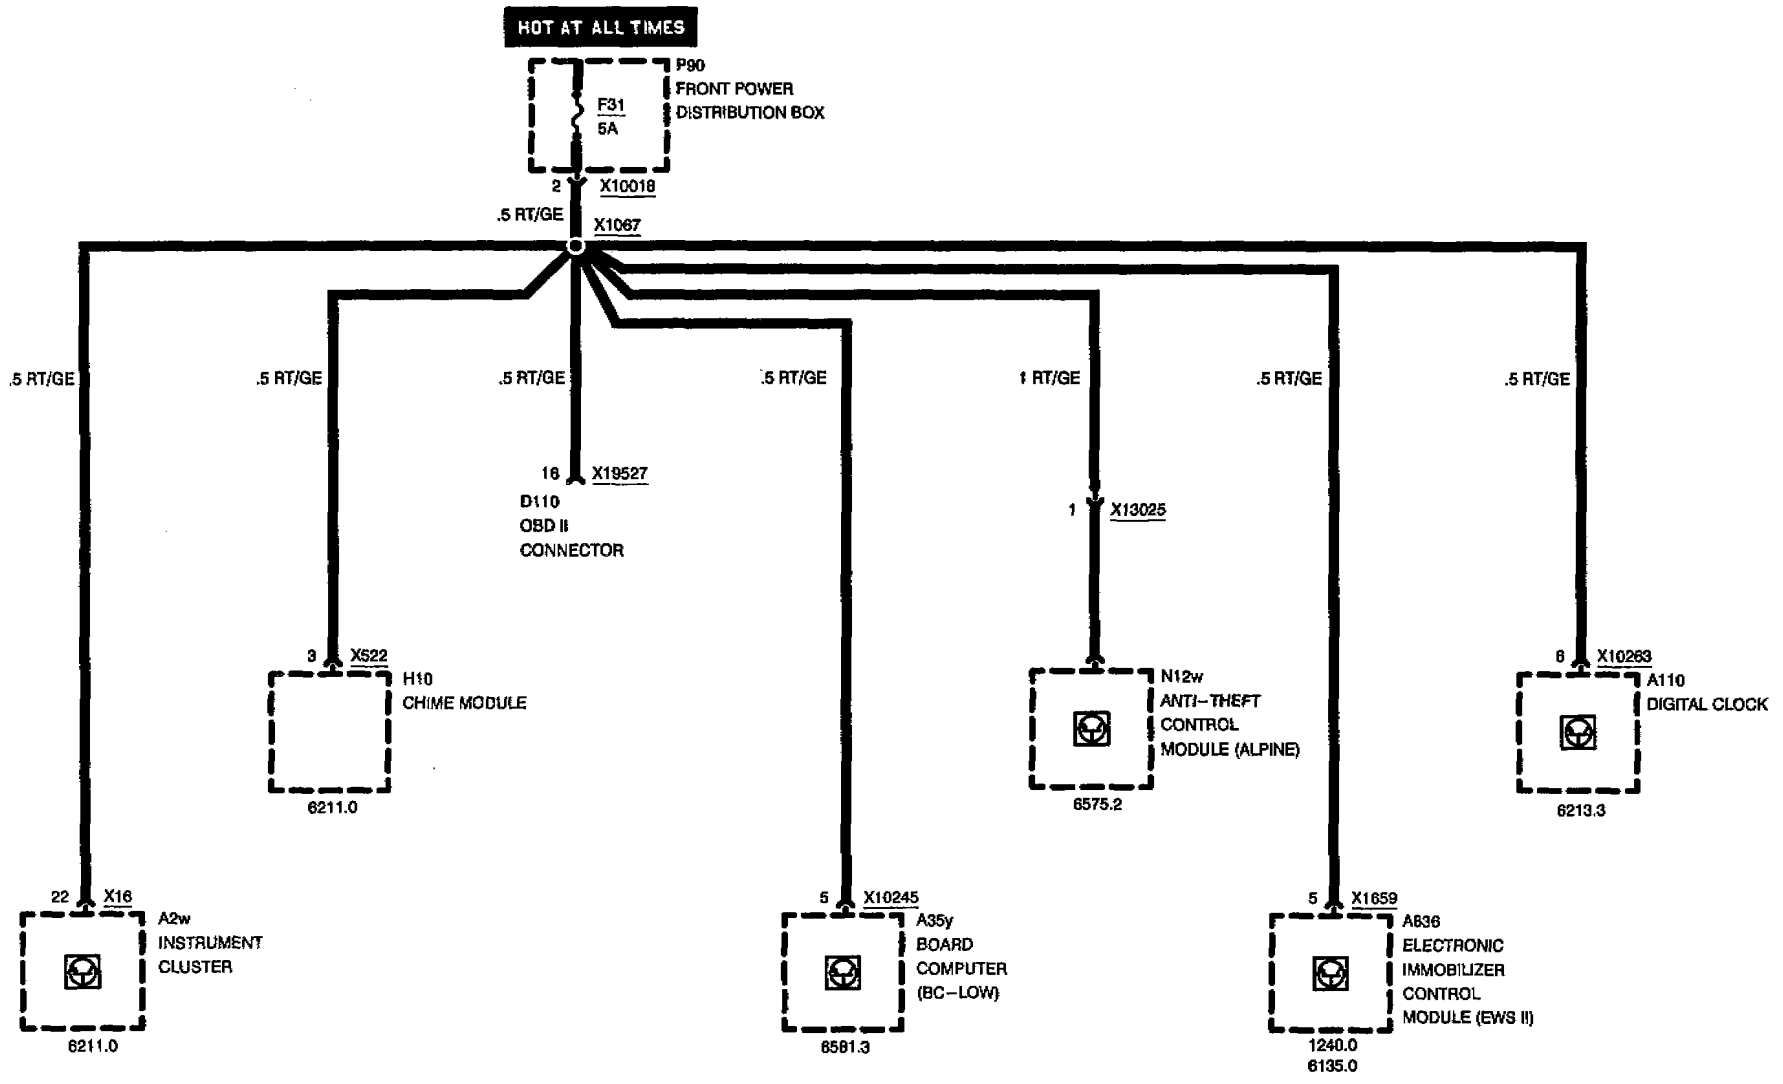 HOT AT ALL TIMES
P90
FRONT POWER
DISTRIBUTION BOX
F31
5A
2
X10018
.5 RT/GE
X1067
.5 RT/GE
.5 RT/GE
.5 RT/GE
.5 RT/GE
1 RT/GE
.5 RT/GE
.5 RT/GE
16
X19527
D110
OBD II
CONNECTOR
1
X13025
3
X522
H10
CHIME MODULE
6211.0
N12w
ANTI-THEFT
CONTROL
MODULE (ALPINE)
6575.2
6
X10263
A110
DIGITAL CLOCK
6213.3
22
X16
A2w
INSTRUMENT
CLUSTER
6211.0
5
X10245
A35y
BOARD
COMPUTER
(BC-LOW)
6581.3
5
X1659
A836
ELECTRONIC
IMMOBILIZER
CONTROL
MODULE (EWS II)
1240.0
6135.0